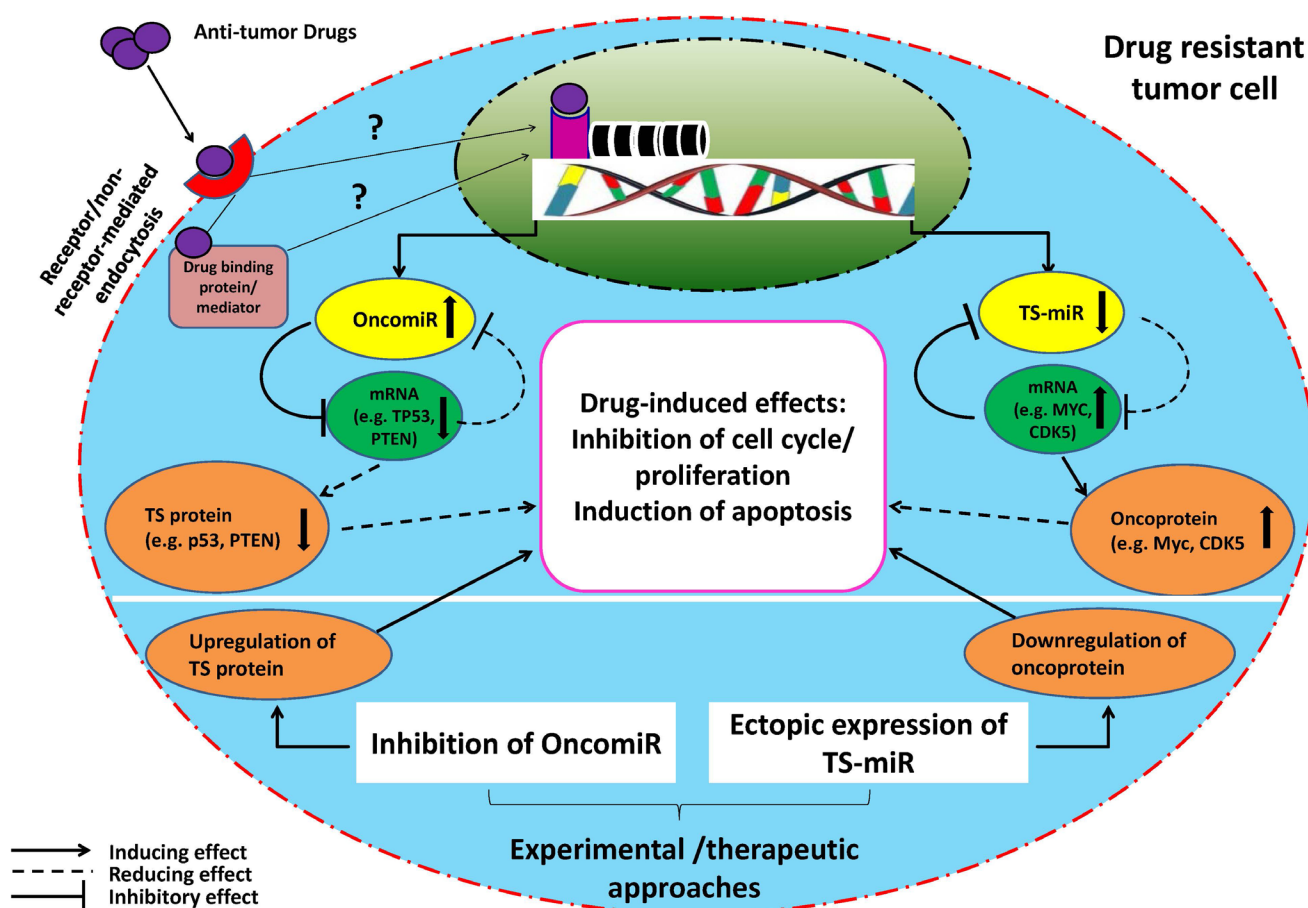 Anti-tumor Drugs
Drug resistant
tumor cell
?
?
Receptor/non-
receptor-mediated
endocytosis
Drug binding
protein/
mediator
OncomiR
TS-miR
mRNA
(e.g. TP53,
PTEN)
mRNA
(e.g. MYC,
CDK5)
Drug-induced effects:
Inhibition of cell cycle/
proliferation
Induction of apoptosis
TS protein
(e.g. p53, PTEN)
Oncoprotein
(e.g. Myc, CDK5
Upregulation of
TS protein
Downregulation of
oncoprotein
Inhibition of OncomiR
Ectopic expression of
TS-miR
Experimental /therapeutic
approaches
Inducing effect
Reducing effect
Inhibitory effect